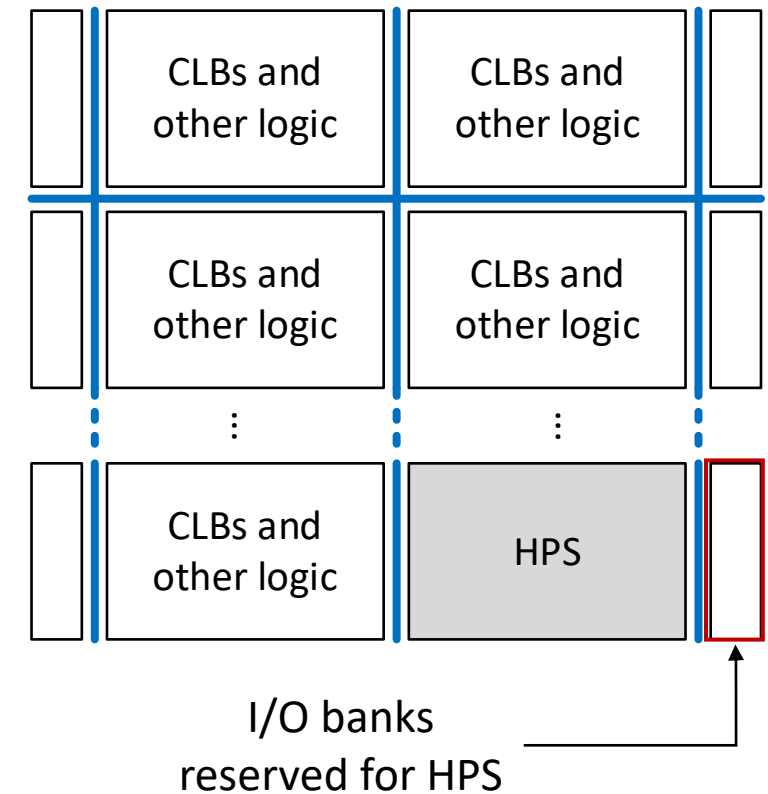 CLBs and
other logic
CLBs and
other logic
CLBs and
other logic
CLBs and
other logic
...
...
CLBs and
other logic
HPS
I/O banks
reserved for HPS